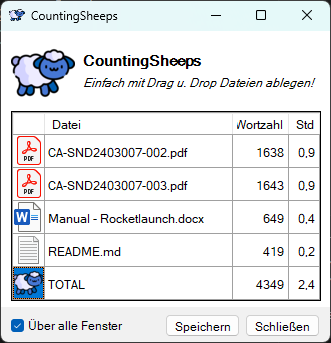 CountingSheeps
CountingSheeps
Einfach mit Drag u. Drop Dateien ablegen!
Datei Wortzahl Std
PDF CA-SND2403007-002.pdf 1638 0,9
PDF CA-SND2403007-003.pdf 1643 0,9
W Manual - Rocketlaunch.docx 649 0,4
README.md 419 0,2
TOTAL 4349 2,4
Über alle Fenster Speichern Schließen